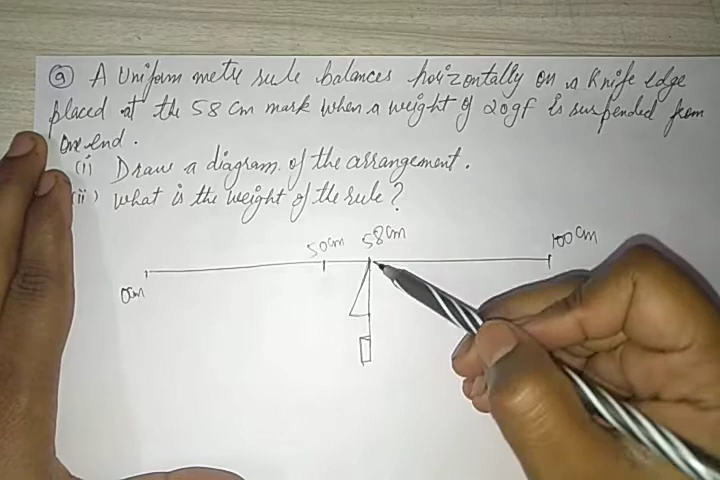 (9) A Uniform metre rule balances horizontally on a Knife edge
placed at the 58 cm mark when a weight of 20gf is suspended from
one end.
(i) Draw a diagram of the arrangement.
(ii) What is the weight of the rule?
50cm 58cm 100cm
0cm